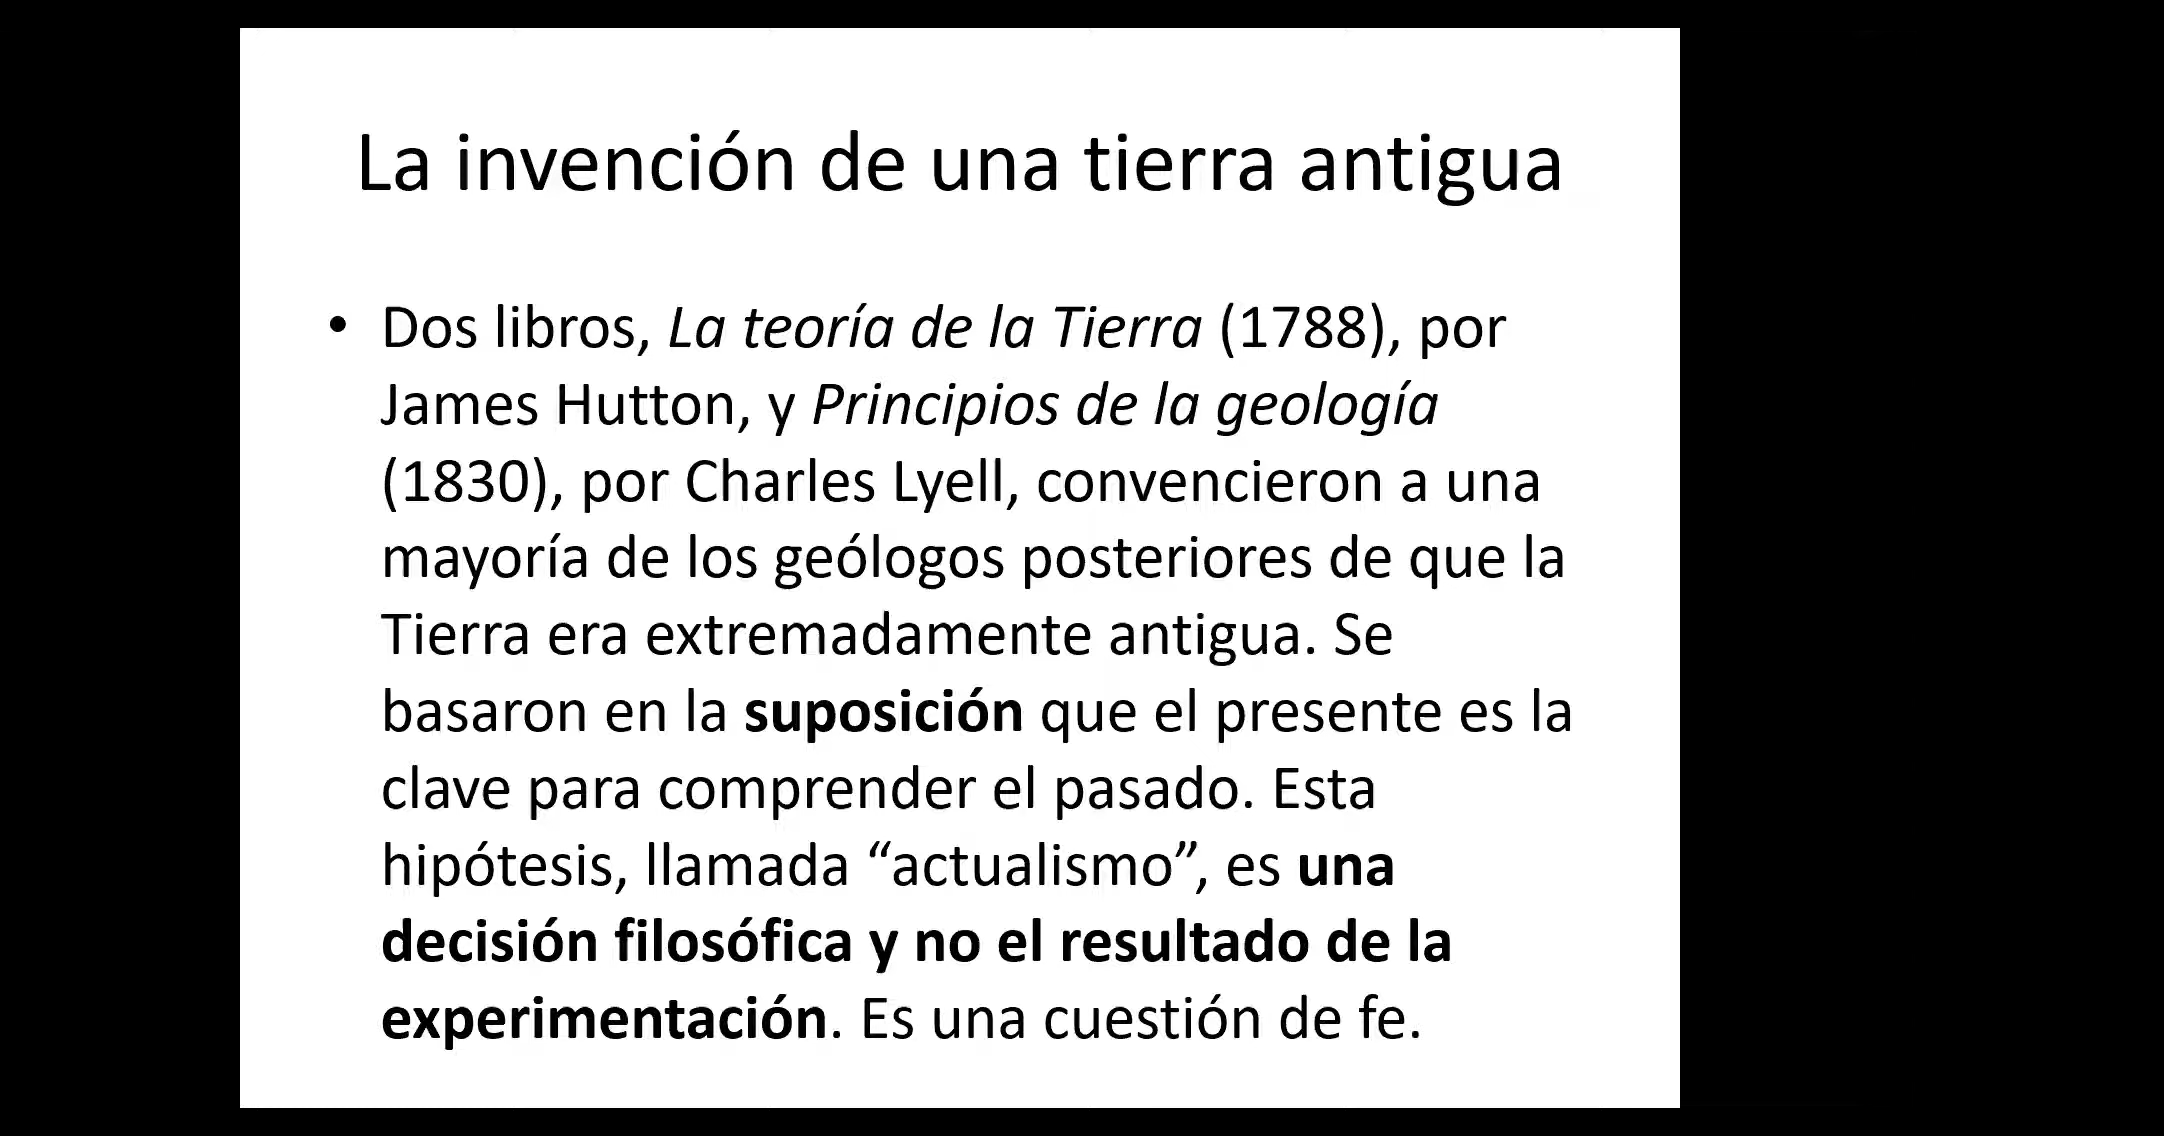 La invención de una tierra antigua
• Dos libros, La teoría de la Tierra (1788), por
James Hutton, y Principios de la geología
(1830), por Charles Lyell, convencieron a una
mayoría de los geólogos posteriores de que la
Tierra era extremadamente antigua. Se
basaron en la suposición que el presente es la
clave para comprender el pasado. Esta
hipótesis, llamada “actualismo”, es una
decisión filosófica y no el resultado de la
experimentación. Es una cuestión de fe.